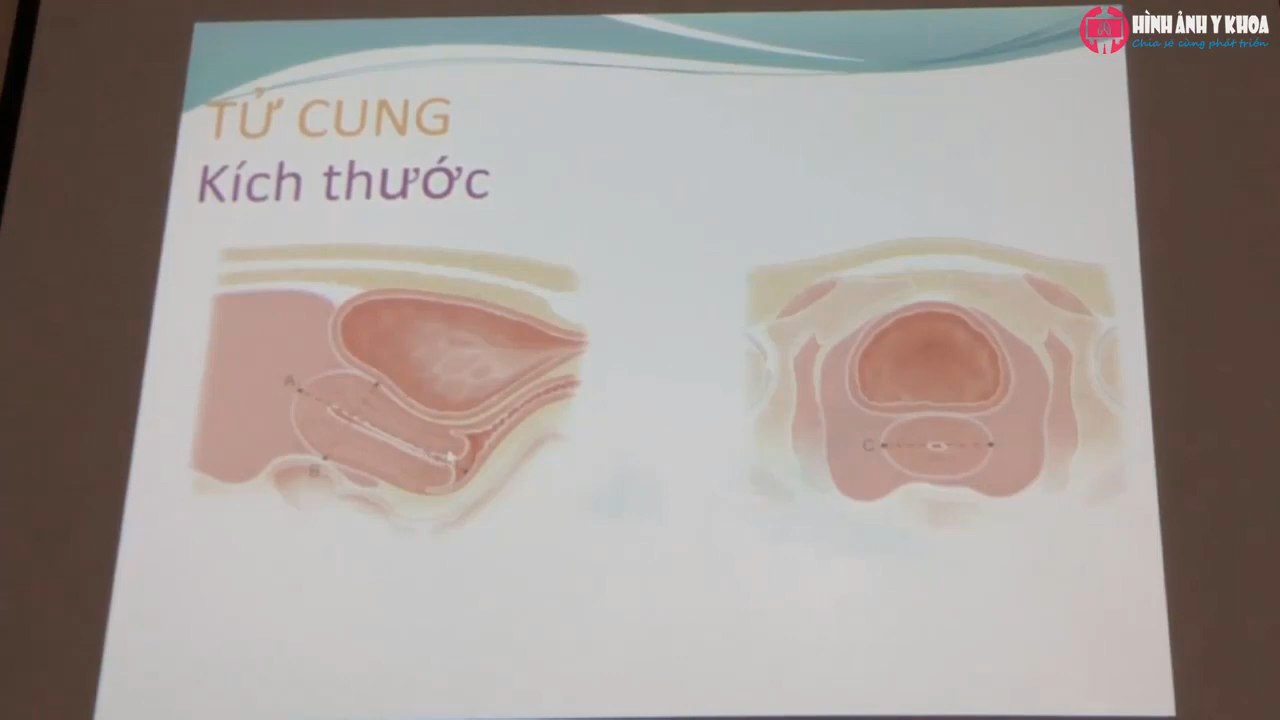 HÌNH ẢNH Y KHOA
Chia sẻ cùng phát triển
TỬ CUNG
Kích thước
A
B
C